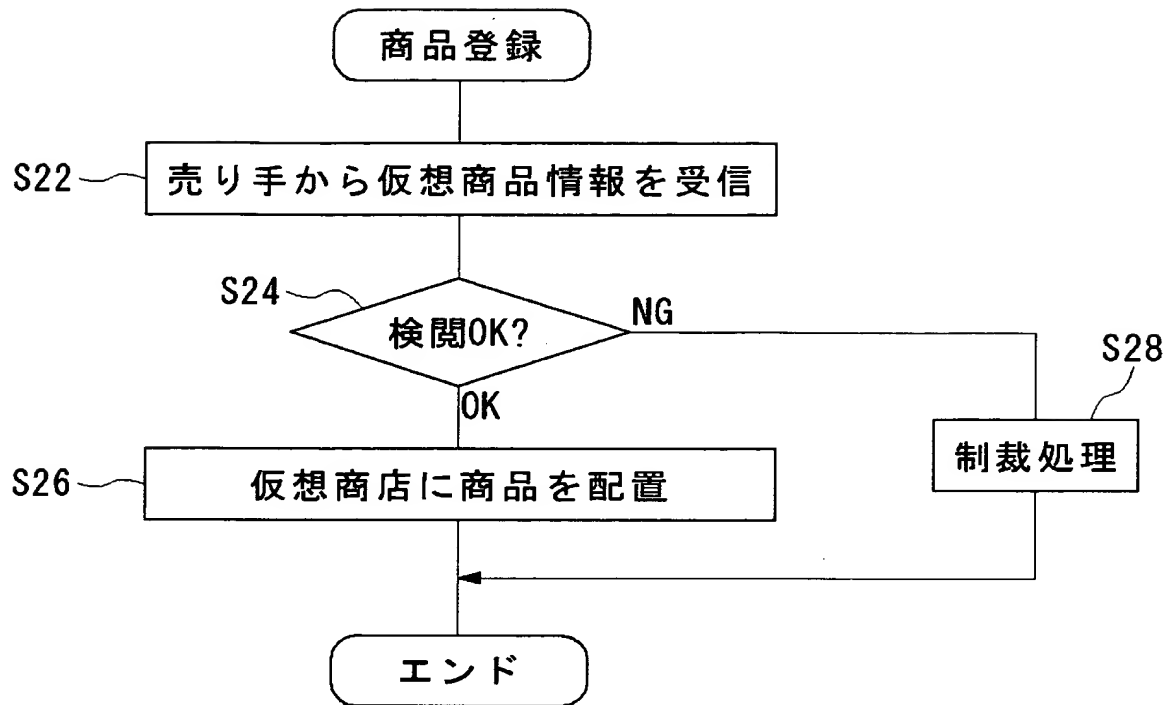 商品登録
S22
売り手から仮想商品情報を受信
S24
検閲OK?
NG
OK
S28
制裁処理
S26
仮想商店に商品を配置
エンド